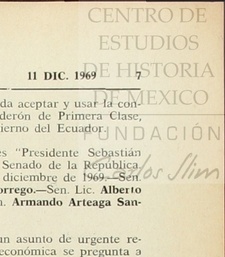 CENTRO DE
ESTUDIOS
DE HISTORIA
DE MEXICO
FUNDACIÓN
Carlos Slim
11 DIC. 1969 7
da aceptar y usar la con-
derón de Primera Clase,
ierno del Ecuador.
es "Presidente Sebastián
Senado de la República.
diciembre de 1969.—Sen.
orrego.—Sen. Lic. Alberto
n. Armando Arteaga San-
un asunto de urgente re-
económica se pregunta a